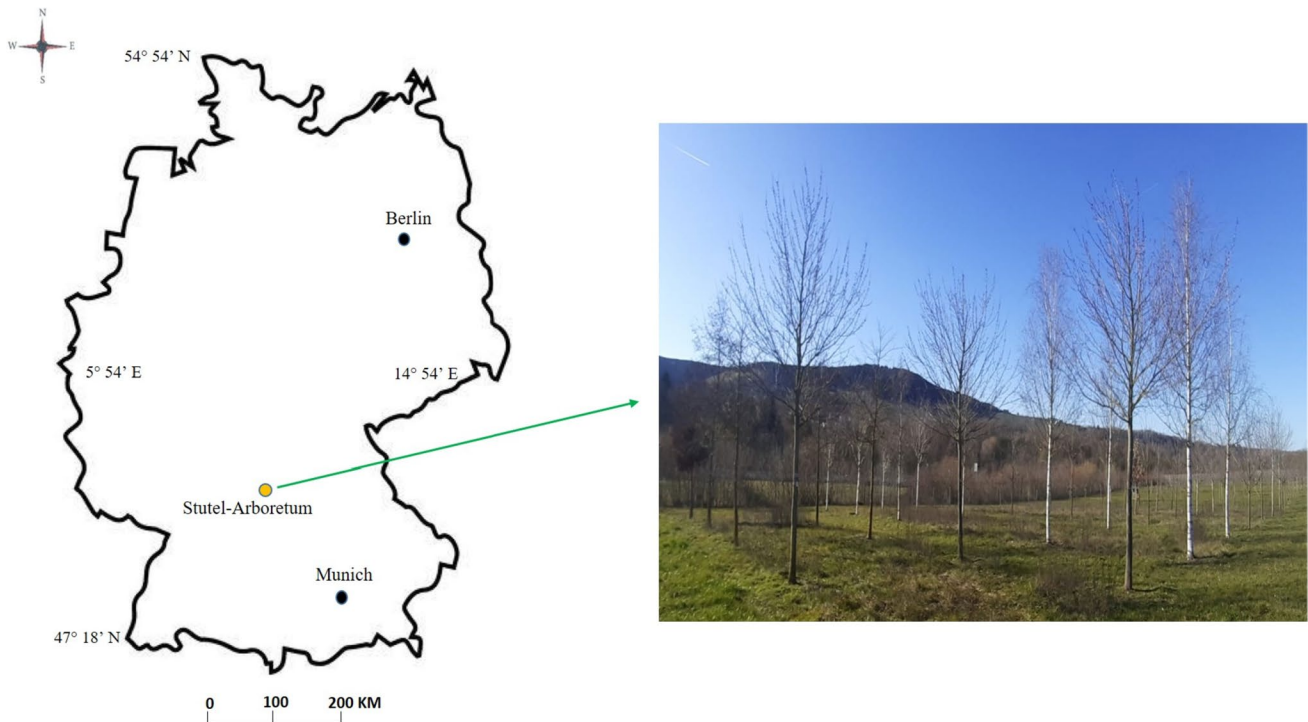 N
W E
S
54° 54’ N
Berlin
5° 54’ E
14° 54’ E
Stutel-Arboretum
Munich
47° 18’ N
0 100 200 KM